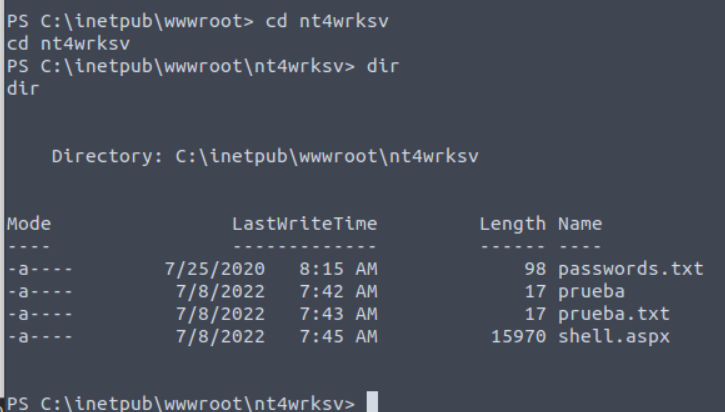 PS C:\inetpub\wwwroot> cd nt4wrksv
cd nt4wrksv
PS C:\inetpub\wwwroot\nt4wrksv> dir
dir
Directory: C:\inetpub\wwwroot\nt4wrksv
Mode LastWriteTime Length Name
---- ------------- ------ ----
-a---- 7/25/2020 8:15 AM 98 passwords.txt
-a---- 7/8/2022 7:42 AM 17 prueba
-a---- 7/8/2022 7:43 AM 17 prueba.txt
-a---- 7/8/2022 7:45 AM 15970 shell.aspx
PS C:\inetpub\wwwroot\nt4wrksv>